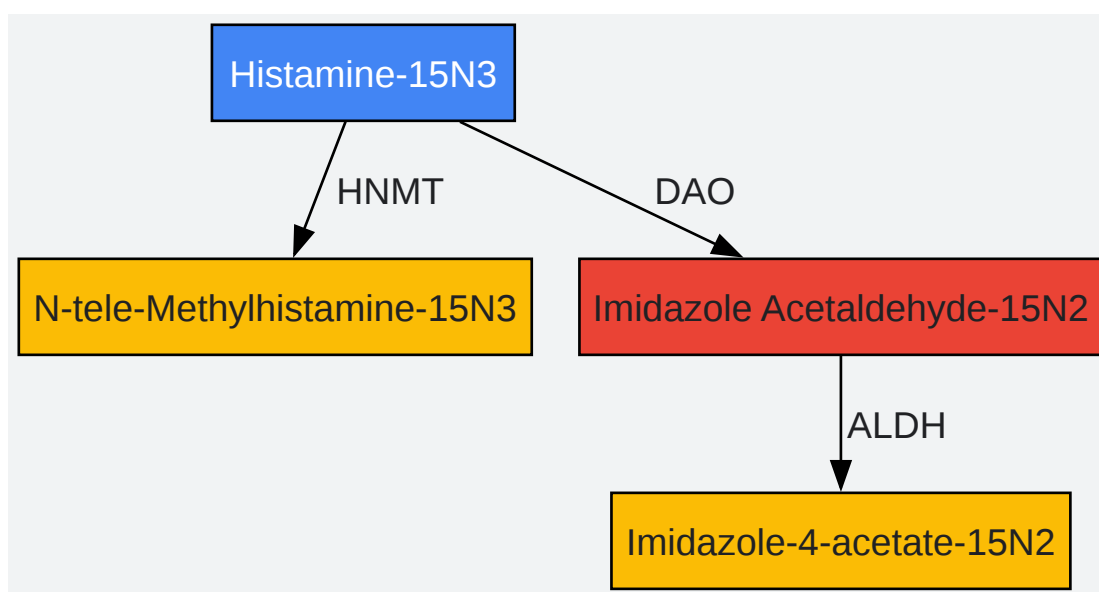 Histamine-15N3
HNMT
DAO
N-tele-Methylhistamine-15N3
Imidazole Acetaldehyde-15N2
ALDH
Imidazole-4-acetate-15N2